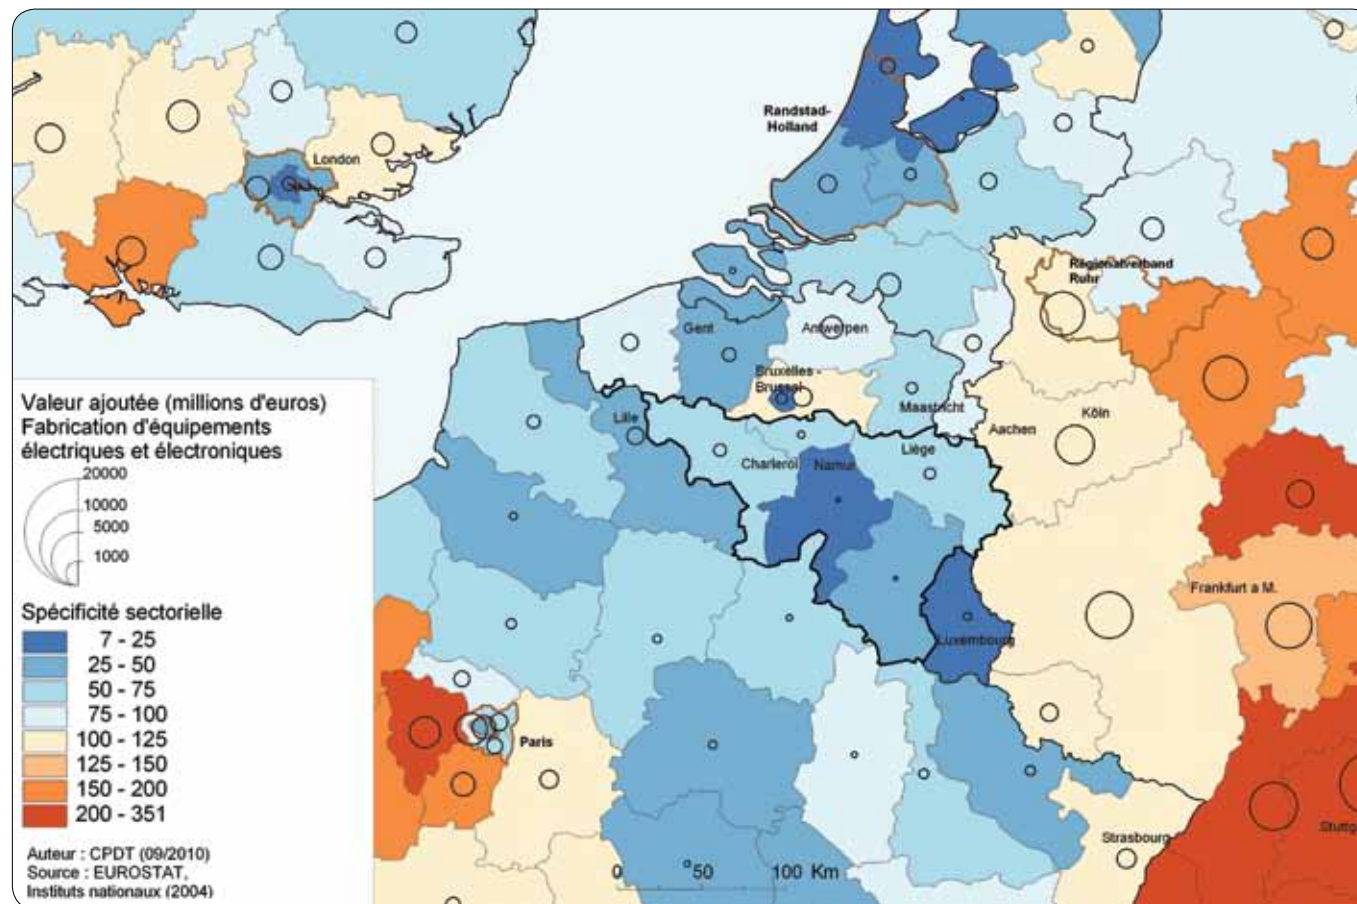 Randstad-
Holland
London
Régionalverband
Ruhr
Gent
Antwerpen
Bruxelles -
Brussel
Maastricht
Köln
Aachen
Lille
Charleroi
Namur
Liège
Luxembourg
Frankfurt a M.
Paris
Strasbourg
Stuttg
Valeur ajoutée (millions d'euros)
Fabrication d'équipements
électriques et électroniques
20000
10000
5000
1000
Spécificité sectorielle
7 - 25
25 - 50
50 - 75
75 - 100
100 - 125
125 - 150
150 - 200
200 - 351
Auteur : CPDT (09/2010)
Source : EUROSTAT,
Instituts nationaux (2004)
0 50 100 Km